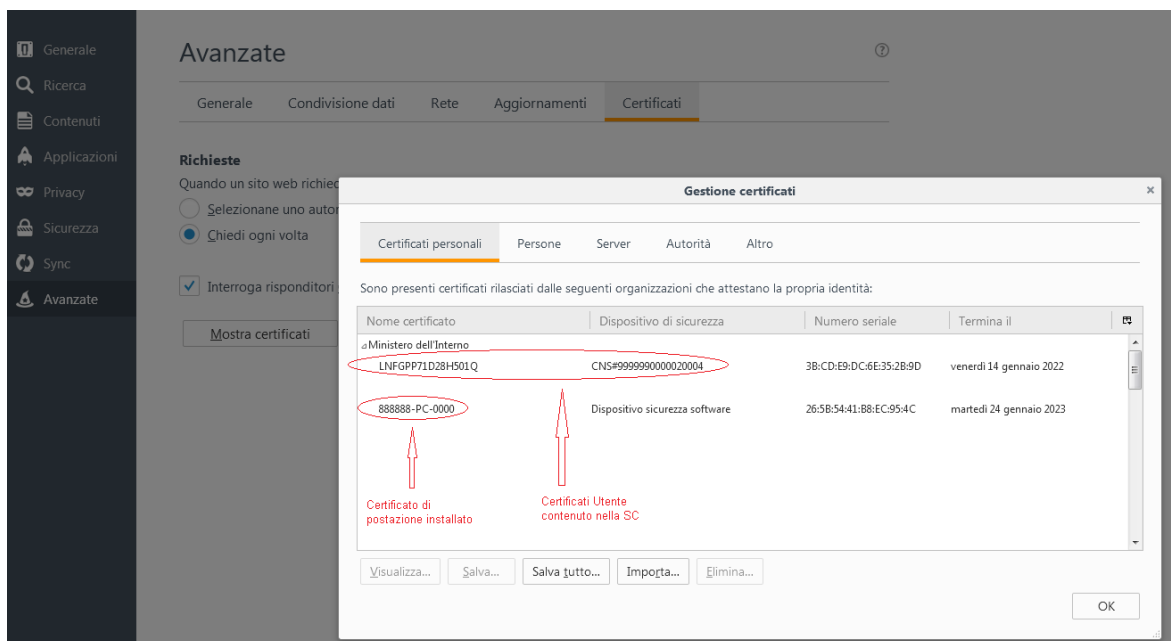 Generale
Ricerca
Contenuti
Applicazioni
Privacy
Sicurezza
Sync
Avanzate
Avanzate
Generale Condivisione dati Rete Aggiornamenti Certificati
Richieste
Quando un sito web richied
Selezionane uno autor
Chiedi ogni volta
Interroga risponditori
Mostra certificati
Gestione certificati
Certificati personali Persone Server Autorità Altro
Sono presenti certificati rilasciati dalle seguenti organizzazioni che attestano la propria identità:
Nome certificato Dispositivo di sicurezza Numero seriale Termina il
Ministero dell'Interno
LNFGPP71D28H501Q CNS#9999990000020004 3B:CD:E9:DC:6E:35:2B:9D venerdì 14 gennaio 2022
888888-PC-0000 Dispositivo sicurezza software 26:5B:54:41:B8:EC:95:4C martedì 24 gennaio 2023
Certificato di
postazione installato
Certificati Utente
contenuto nella SC
Visualizza... Salva... Salva tutto... Importa... Elimina...
OK